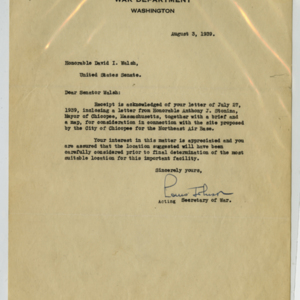 WAR DEPARTMENT
WASHINGTON
August 3, 1939.
Honorable David I. Walsh,
United States Senate.
Dear Senator Walsh:
Receipt is acknowledged of your letter of July 27,
1939, inclosing a letter from Honorable Anthony J. Stonina,
Mayor of Chicopee, Massachusetts, together with a brief and
a map, for consideration in connection with the site proposed
by the City of Chicopee for the Northeast Air Base.
Your interest in this matter is appreciated and you
are assured that the location suggested will have been
carefully considered prior to final determination of the most
suitable location for this important facility.
Sincerely yours,
Louis Johnson
Acting Secretary of War.